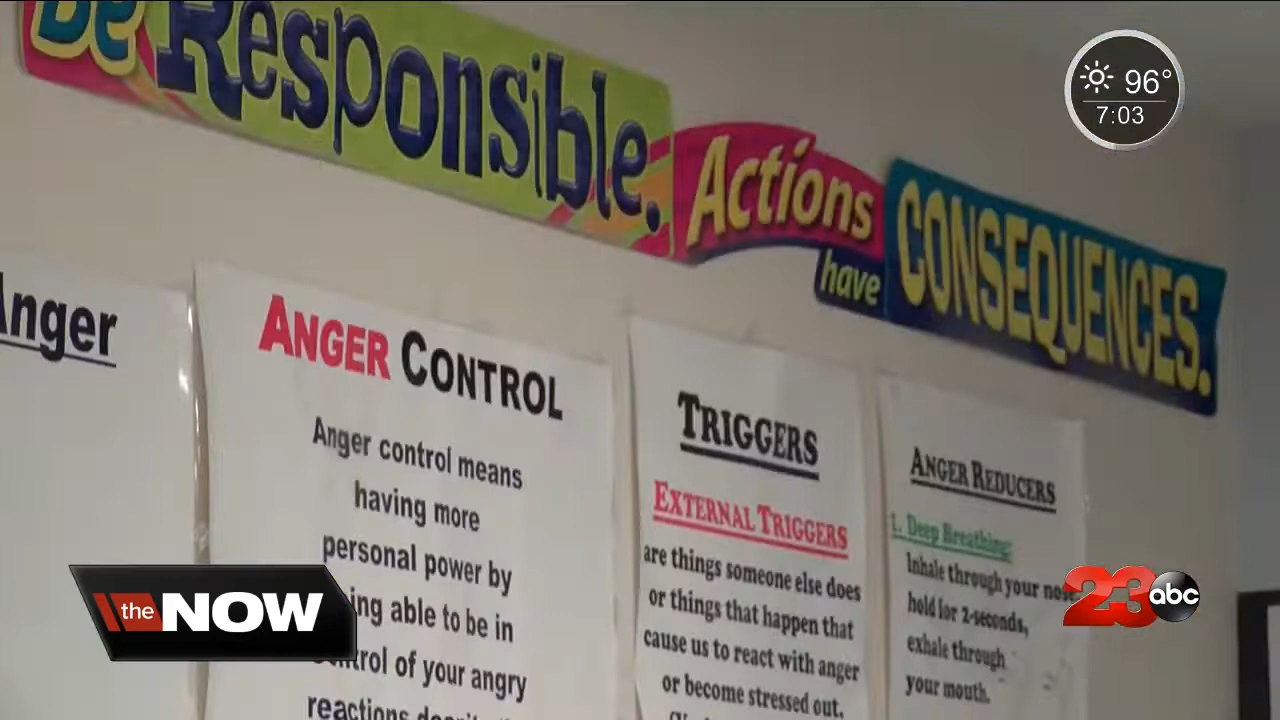 Be Responsible. Actions have CONSEQUENCES.
96°
7:03
Anger
ANGER CONTROL
Anger control means
having more
personal power by
able to be in
of your angry
reactions
TRIGGERS
EXTERNAL TRIGGERS
are things someone else does
or things that happen that
cause us to react with anger
or become stressed out.
ANGER REDUCERS
1. Deep Breathing:
Inhale through your nose
hold for 2-seconds,
exhale through
your mouth.
the NOW
23 abc